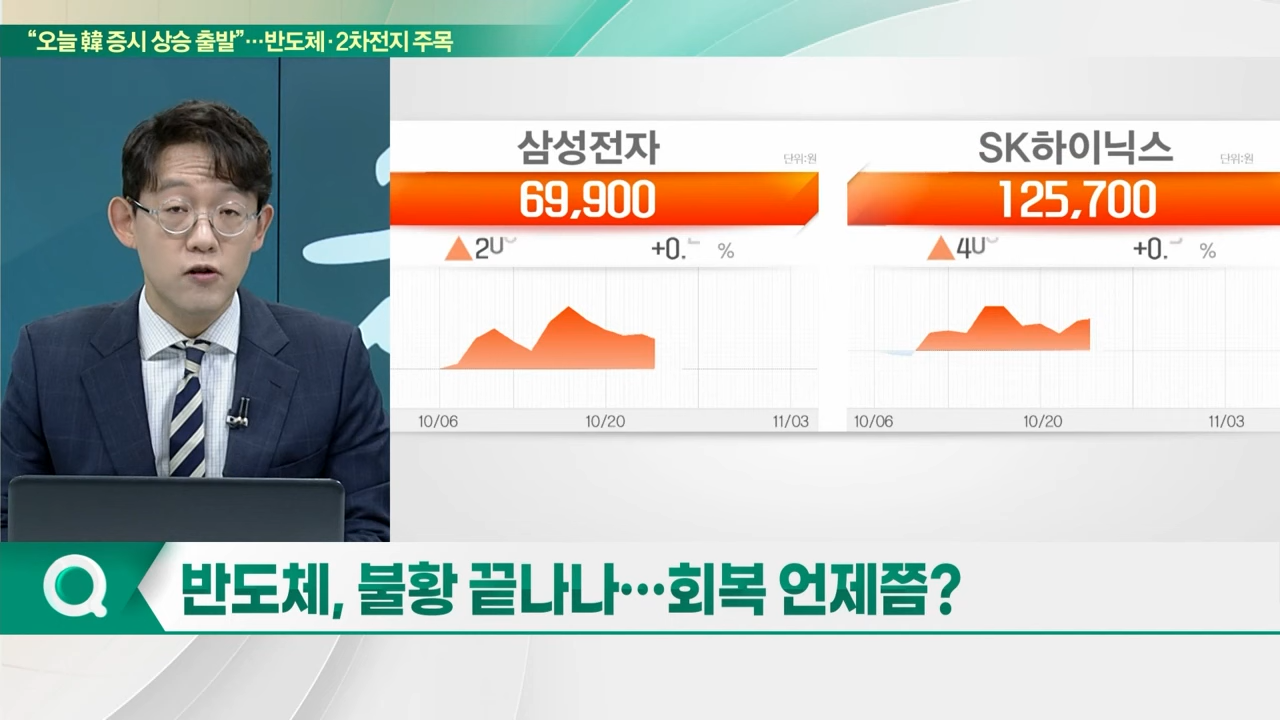 “오늘 韓 증시 상승 출발”…반도체·2차전지 주목
삼성전자
단위:원
69,900
+0. %
10/06 10/20 11/03
SK하이닉스
단위:원
125,700
+0. %
10/06 10/20 11/03
반도체, 불황 끝나나…회복 언제쯤?